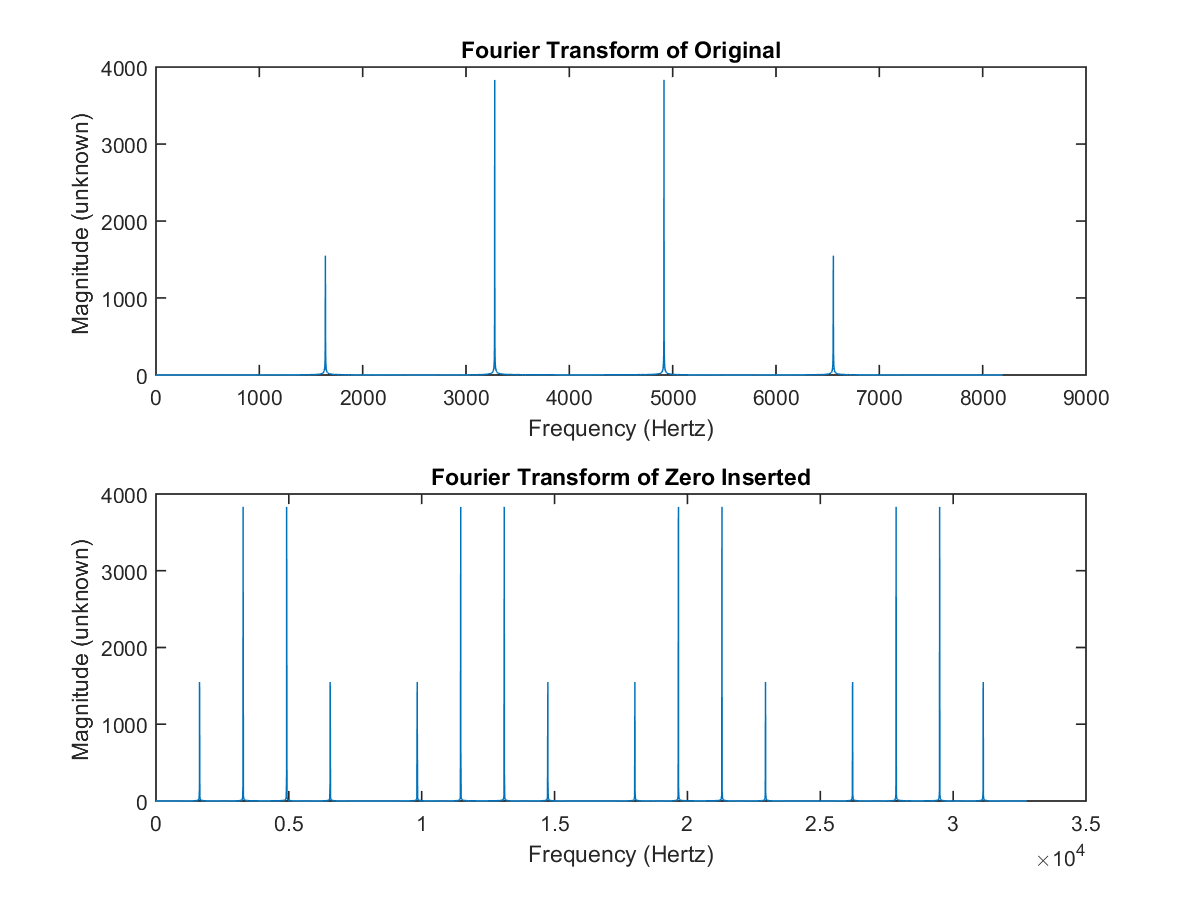 Fourier Transform of Original
4000
3000
2000
1000
0
Magnitude (unknown)
0 1000 2000 3000 4000 5000 6000 7000 8000 9000
Frequency (Hertz)
Fourier Transform of Zero Inserted
4000
3000
2000
1000
0
Magnitude (unknown)
0 0.5 1 1.5 2 2.5 3 3.5
×10⁴
Frequency (Hertz)